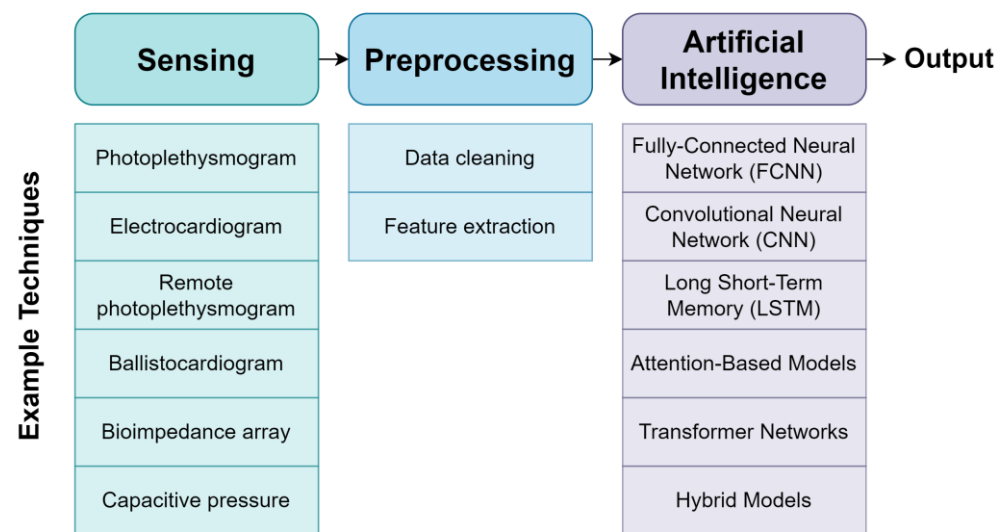 Sensing
Preprocessing
Artificial
Intelligence
Output
Example Techniques
Photoplethysmogram
Electrocardiogram
Remote
photoplethysmogram
Ballistocardiogram
Bioimpedance array
Capacitive pressure
Data cleaning
Feature extraction
Fully-Connected Neural
Network (FCNN)
Convolutional Neural
Network (CNN)
Long Short-Term
Memory (LSTM)
Attention-Based Models
Transformer Networks
Hybrid Models